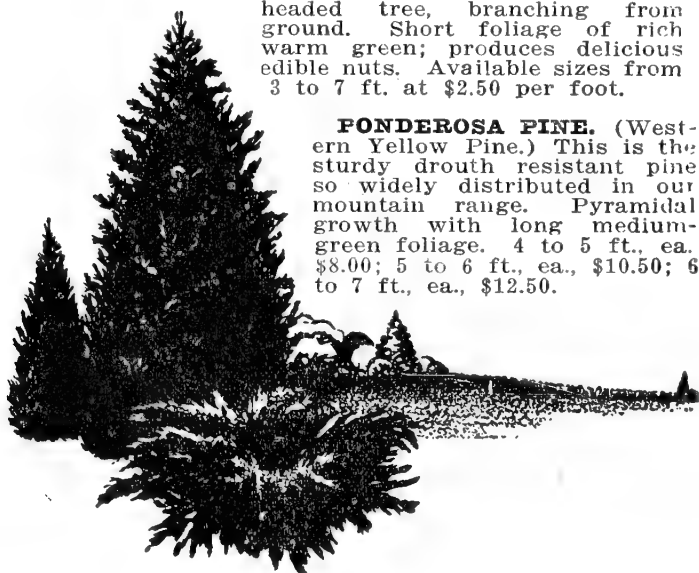 headed tree, branching from
ground. Short foliage of rich
warm green; produces delicious
edible nuts. Available sizes from
3 to 7 ft. at $2.50 per foot.
PONDEROSA PINE. (West-
ern Yellow Pine.) This is the
sturdy drouth resistant pine
so widely distributed in our
mountain range. Pyramidal
growth with long medium-
green foliage. 4 to 5 ft., ea.
$8.00; 5 to 6 ft., ea., $10.50; 6
to 7 ft., ea., $12.50.